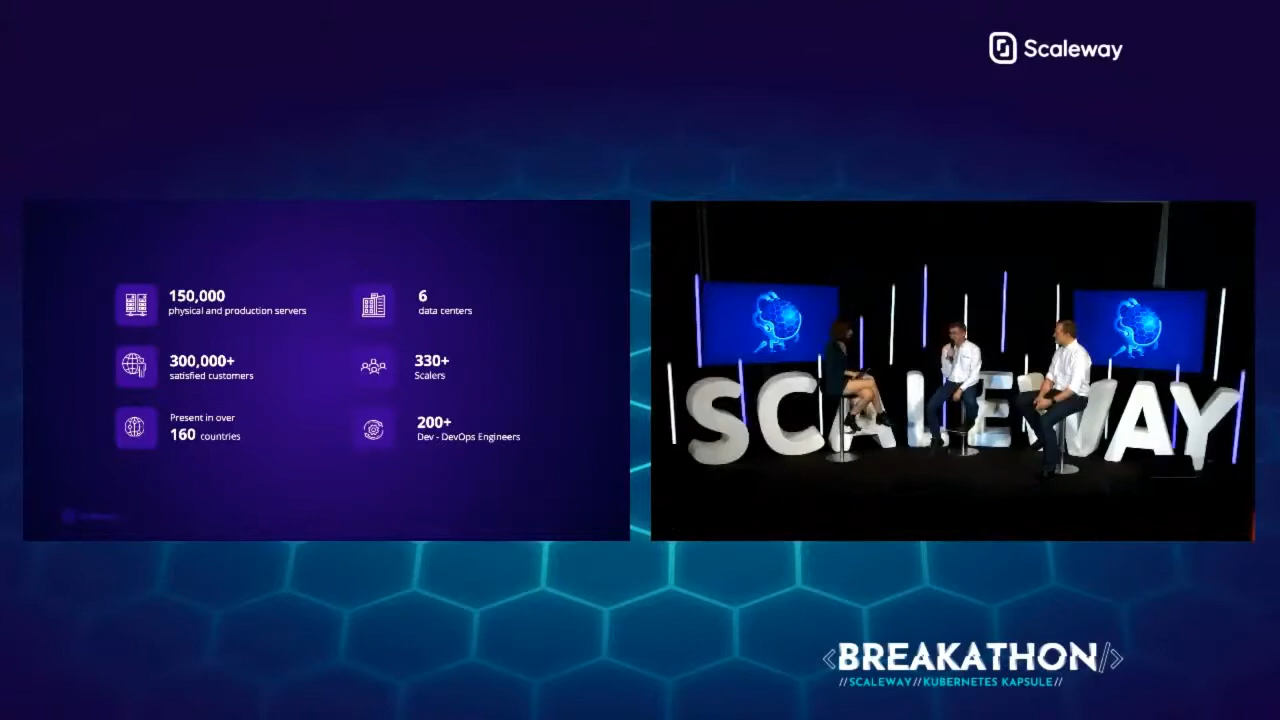 Scaleway
150,000
physical and production servers
6
data centers
300,000+
satisfied customers
330+
Scalers
Present in over
160 countries
200+
Dev - DevOps Engineers
SCALEWAY
<BREAKATHON/>
//SCALEWAY//KUBERNETES KAPSULE//